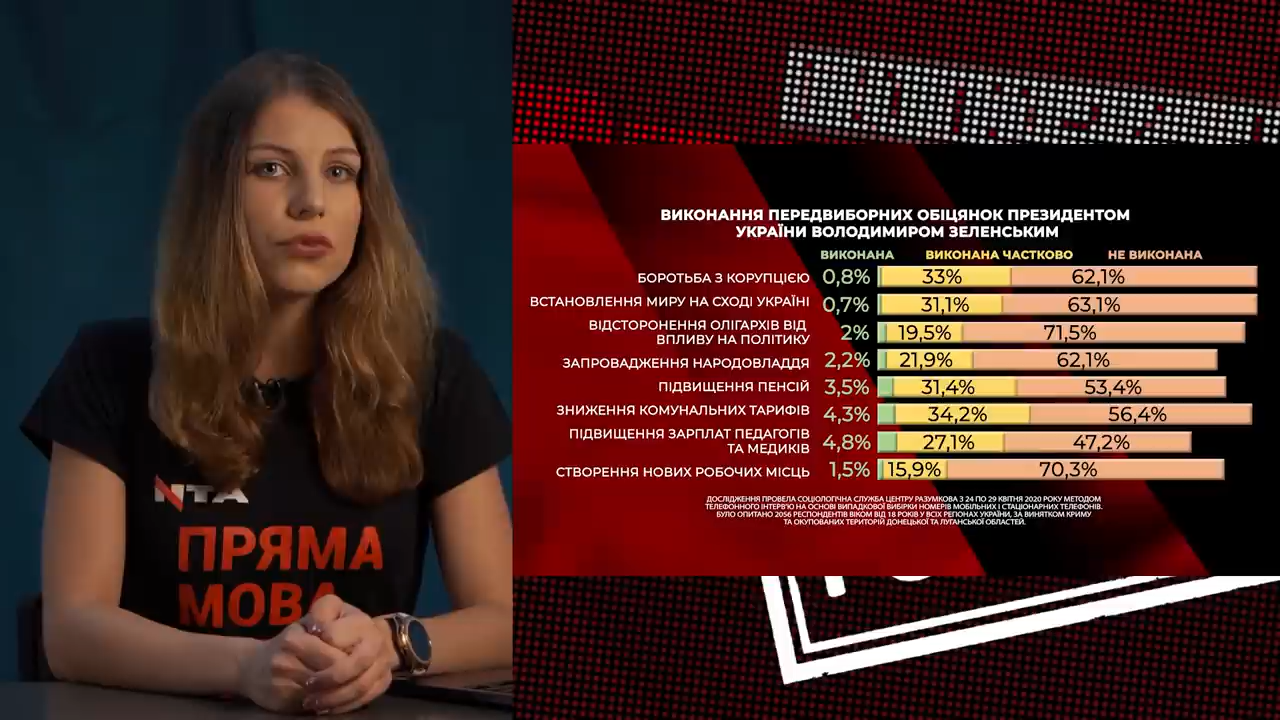 NTA
ПРЯМА
МОВА
ВИКОНАННЯ ПЕРЕДВИБОРНИХ ОБІЦЯНОК ПРЕЗИДЕНТОМ
УКРАЇНИ ВОЛОДИМИРОМ ЗЕЛЕНСЬКИМ
ВИКОНАНА ВИКОНАНА ЧАСТКОВО НЕ ВИКОНАНА
БОРОТЬБА З КОРУПЦІЄЮ 0,8% 33% 62,1%
ВСТАНОВЛЕННЯ МИРУ НА СХОДІ УКРАЇНІ 0,7% 31,1% 63,1%
ВІДСТОРОНЕННЯ ОЛІГАРХІВ ВІД
ВПЛИВУ НА ПОЛІТИКУ 2% 19,5% 71,5%
ЗАПРОВАДЖЕННЯ НАРОДОВЛАДДЯ 2,2% 21,9% 62,1%
ПІДВИЩЕННЯ ПЕНСІЙ 3,5% 31,4% 53,4%
ЗНИЖЕННЯ КОМУНАЛЬНИХ ТАРИФІВ 4,3% 34,2% 56,4%
ПІДВИЩЕННЯ ЗАРПЛАТ ПЕДАГОГІВ
ТА МЕДИКІВ 4,8% 27,1% 47,2%
СТВОРЕННЯ НОВИХ РОБОЧИХ МІСЦЬ 1,5% 15,9% 70,3%
ДОСЛІДЖЕННЯ ПРОВЕЛА СОЦІОЛОГІЧНА СЛУЖБА ЦЕНТРУ РАЗУМКОВА З 24 ПО 29 КВІТНЯ 2020 РОКУ МЕТОДОМ
ТЕЛЕФОННОГО ІНТЕРВ'Ю НА ОСНОВІ ВИПАДКОВОЇ ВИБІРКИ НОМЕРІВ МОБІЛЬНИХ І СТАЦІОНАРНИХ ТЕЛЕФОНІВ.
БУЛО ОПИТАНО 2056 РЕСПОНДЕНТІВ ВІКОМ ВІД 18 РОКІВ У ВСІХ РЕГІОНАХ УКРАЇНИ, ЗА ВИНЯТКОМ КРИМУ
ТА ОКУПОВАНИХ ТЕРИТОРІЙ ДОНЕЦЬКОЇ ТА ЛУГАНСЬКОЇ ОБЛАСТЕЙ.